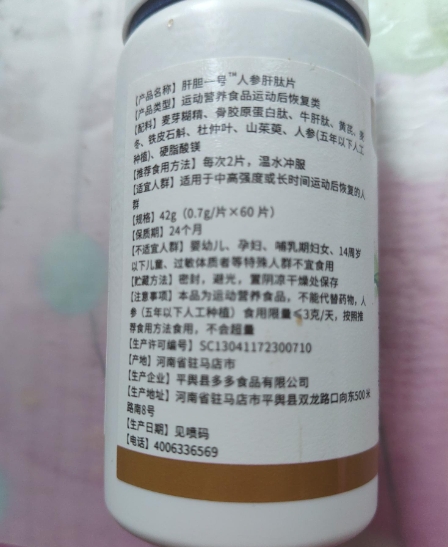 【产品名称】肝胆一号™人参肝肽片
【产品类型】运动营养食品运动后恢复类
【配料】麦芽糊精、骨胶原蛋白肽、牛肝肽、黄芪、麦
冬、铁皮石斛、杜仲叶、山茱萸、人参(五年以下人工
种植)、硬脂酸镁
【推荐食用方法】每次2片，温水冲服
【适宜人群】适用于中高强度或长时间运动后恢复的人
群
【规格】42g（0.7g/片×60片）
【保质期】24个月
【不适宜人群】婴幼儿、孕妇、哺乳期妇女、14周岁
以下儿童、过敏体质者等特殊人群不宜食用
【贮藏方法】密封，避光，置阴凉干燥处保存
【注意事项】本品为运动营养食品，不能代替药物，人
参（五年以下人工种植）食用限量≤3克/天，按照推
荐食用方法食用，不会超量
【生产许可编号】SC13041172300710
【产地】河南省驻马店市
【生产企业】平舆县多多食品有限公司
【生产地址】河南省驻马店市平舆县双龙路口向东500米
路南8号
【生产日期】见喷码
【电话】4006336569